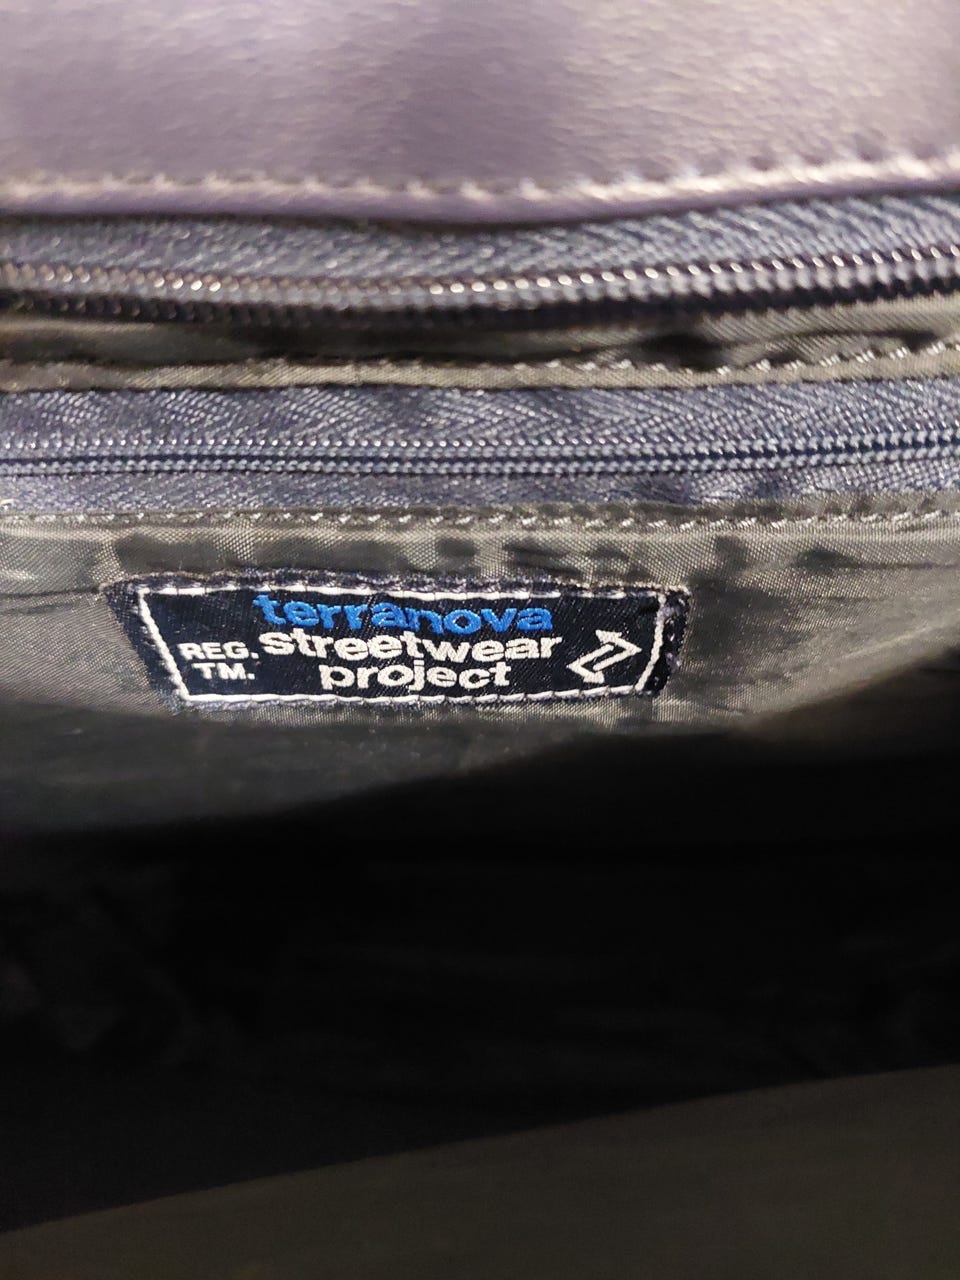 terranova
REG. streetwear
TM. project